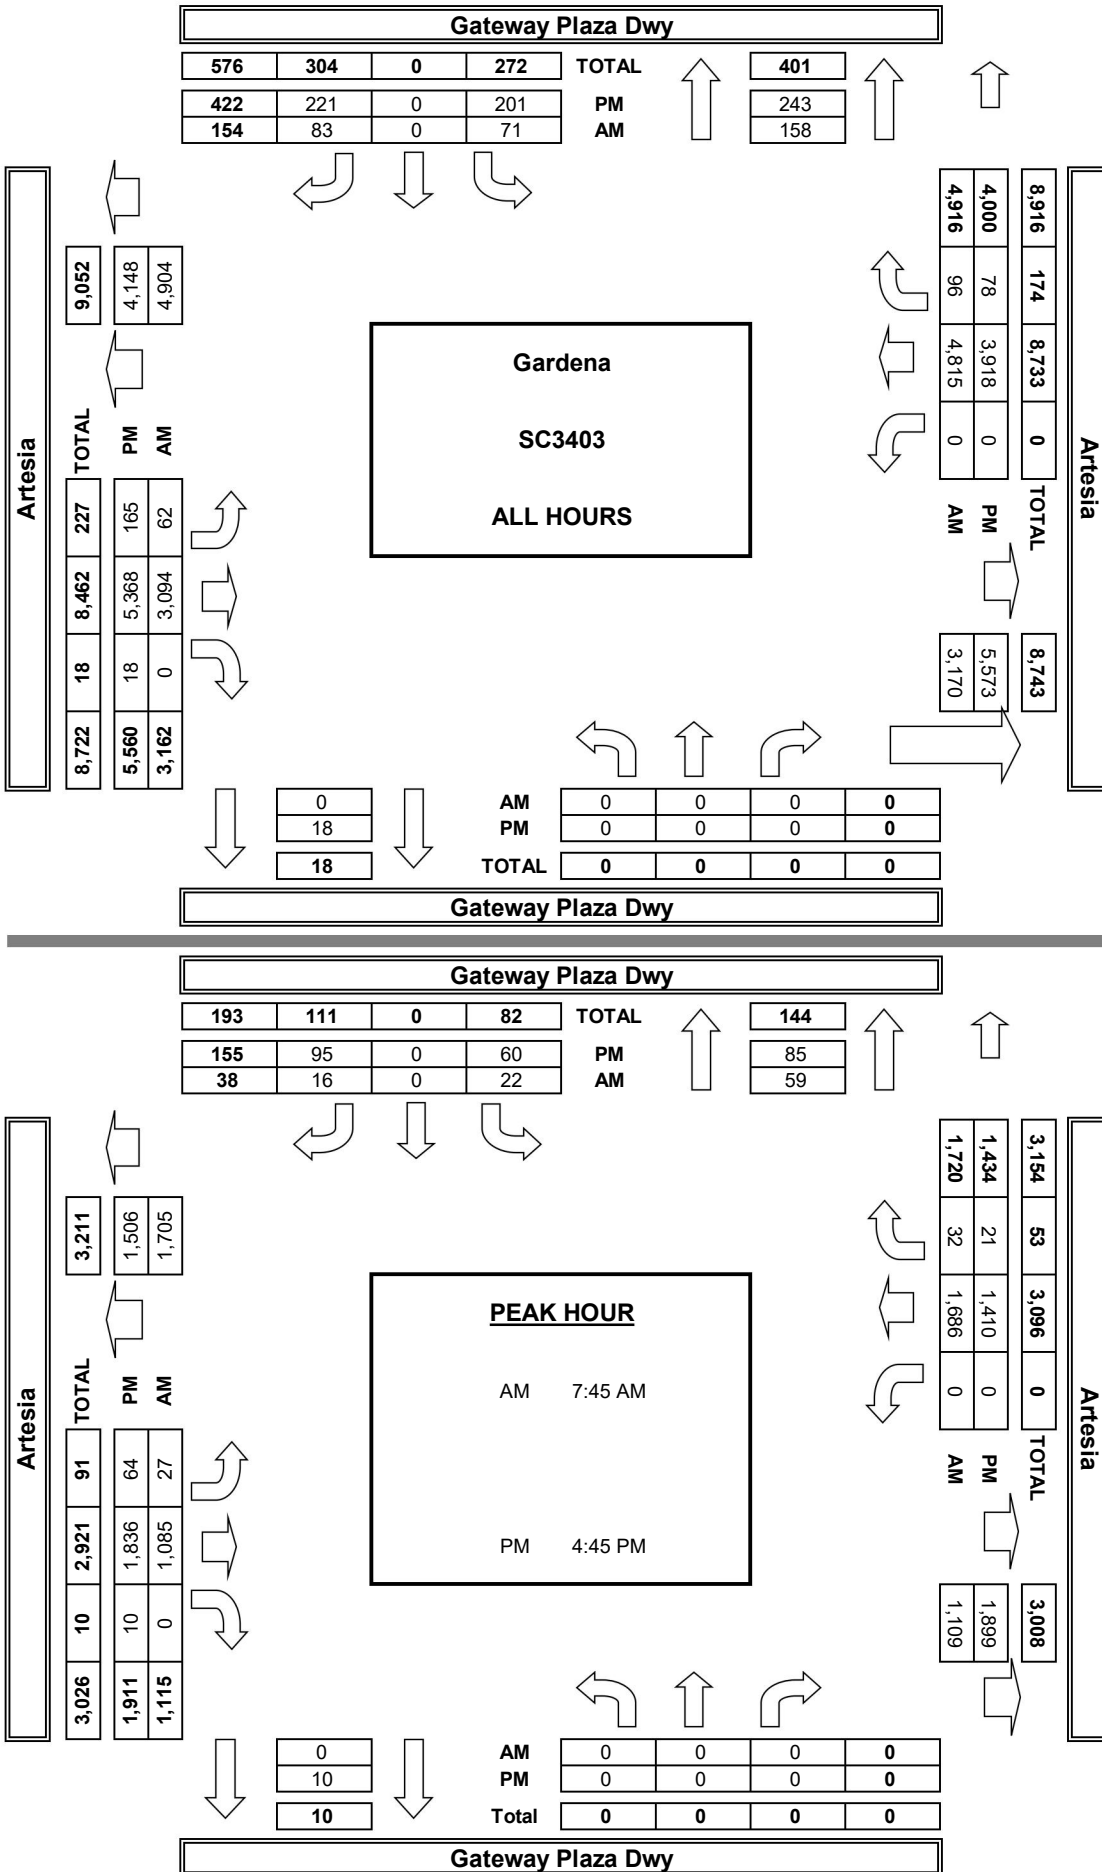 Gateway Plaza Dwy
576 304 0 272 TOTAL 401
422 221 0 201 PM 243
154 83 0 71 AM 158
Artesia
9,052
4,148
4,904
TOTAL
PM
AM
227 8,462 18 8,722
165 5,368 18 5,560
62 3,094 0 3,162
Gardena
SC3403
ALL HOURS
8,916 174 8,733 0 TOTAL 8,743
4,000 78 3,918 0 PM 5,573
4,916 96 4,815 0 AM 3,170
Artesia
0 AM 0 0 0 0
18 PM 0 0 0 0
18 TOTAL 0 0 0 0
Gateway Plaza Dwy
Gateway Plaza Dwy
193 111 0 82 TOTAL 144
155 95 0 60 PM 85
38 16 0 22 AM 59
Artesia
3,211
1,506
1,705
TOTAL
PM
AM
91 2,921 10 3,026
64 1,836 10 1,911
27 1,085 0 1,115
PEAK HOUR
AM 7:45 AM
PM 4:45 PM
3,154 53 3,096 0 TOTAL 3,008
1,434 21 1,410 0 PM 1,899
1,720 32 1,686 0 AM 1,109
Artesia
0 AM 0 0 0 0
10 PM 0 0 0 0
10 Total 0 0 0 0
Gateway Plaza Dwy